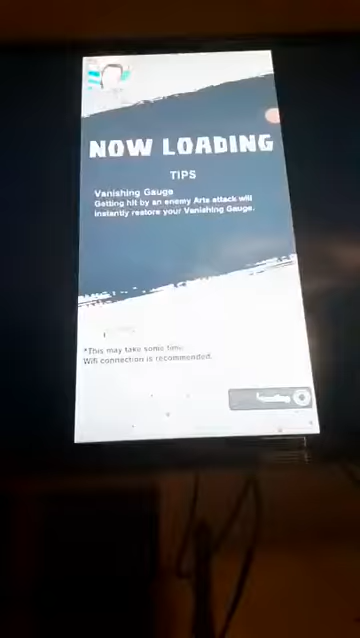 NOW LOADING
TIPS
Vanishing Gauge
Getting hit by an enemy Arts attack will
instantly restore your Vanishing Gauge.
*This may take some time.
Wifi connection is recommended.